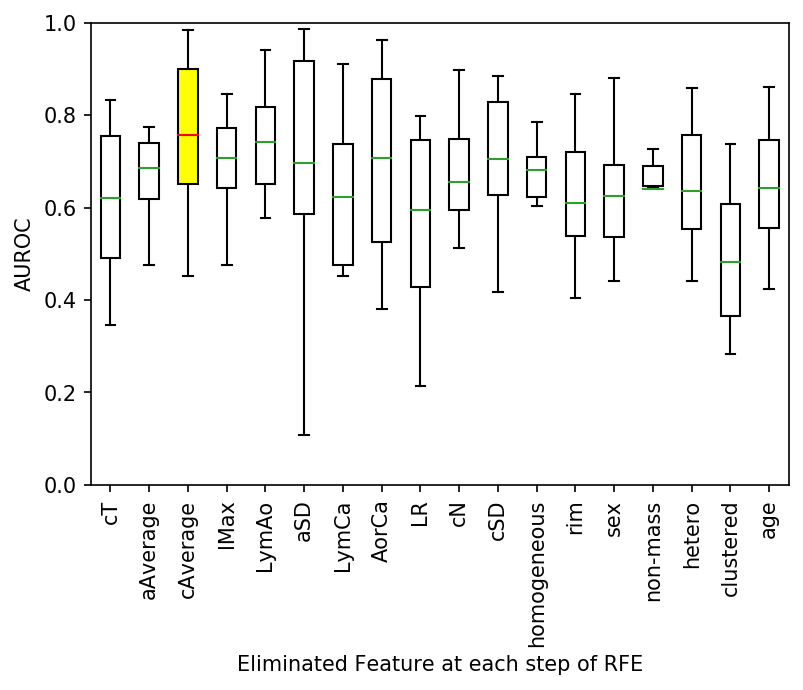 1.0
0.8
0.6
0.4
0.2
0.0
AUROC
cT
aAverage
cAverage
lMax
LymAo
aSD
LymCa
AorCa
LR
cN
cSD
homogeneous
rim
sex
non-mass
hetero
clustered
age
Eliminated Feature at each step of RFE